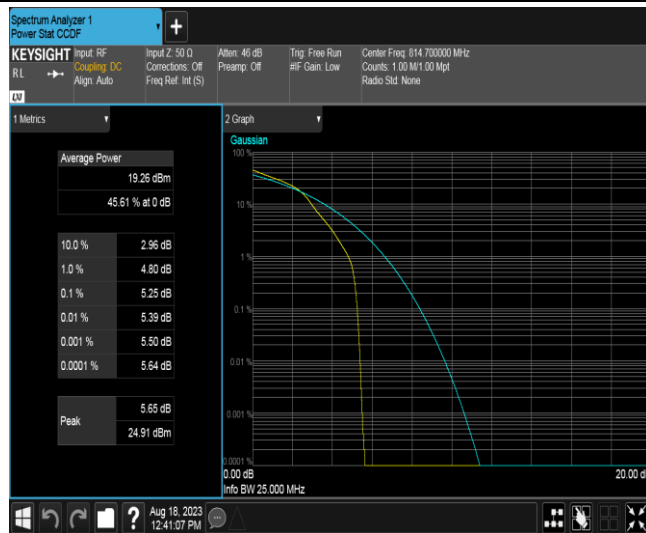 Spectrum Analyzer 1
Power Stat CCDF
+
KEYSIGHT
RL
Input: RF
Coupling: DC
Align: Auto
Input Z: 50 Ω
Corrections: Off
Freq Ref: Int (S)
Atten: 46 dB
Preamp: Off
Trig: Free Run
#IF Gain: Low
Center Freq: 814.700000 MHz
Counts: 1.00 M/1.00 Mpt
Radio Std: None
1 Metrics
Average Power
19.26 dBm
45.61 % at 0 dB
10.0 % 2.96 dB
1.0 % 4.80 dB
0.1 % 5.25 dB
0.01 % 5.39 dB
0.001 % 5.50 dB
0.0001 % 5.64 dB
Peak
5.65 dB
24.91 dBm
2 Graph
Gaussian
100 %
10 %
1 %
0.1 %
0.01 %
0.001 %
0.0001 %
0.00 dB
20.00 d
Info BW 25.000 MHz
?
Aug 18, 2023
12:41:07 PM